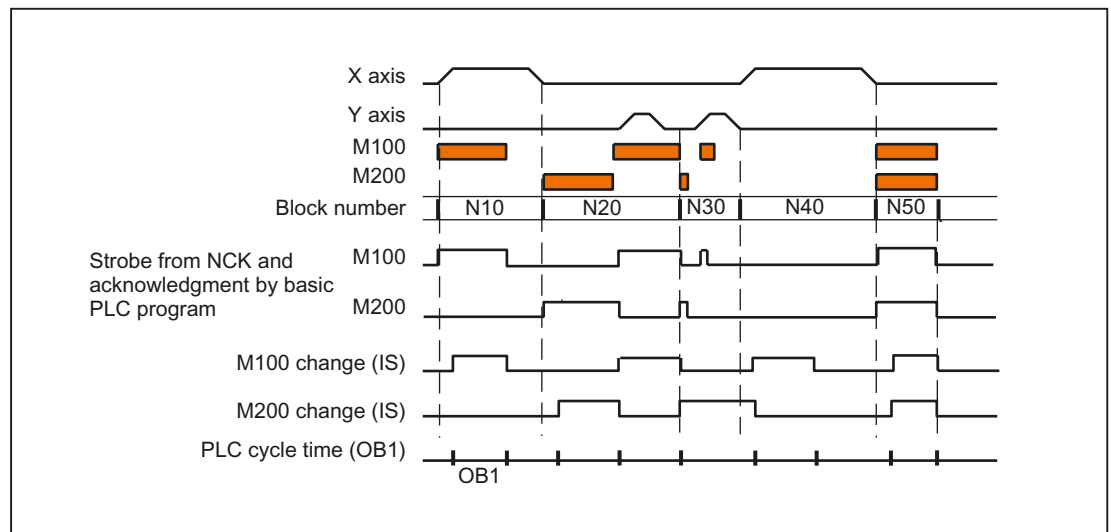 X axis
Y axis
M100
M200
Block number N10 N20 N30 N40 N50
Strobe from NCK and
acknowledgment by basic
PLC program
M100
M200
M100 change (IS)
M200 change (IS)
PLC cycle time (OB1)
OB1